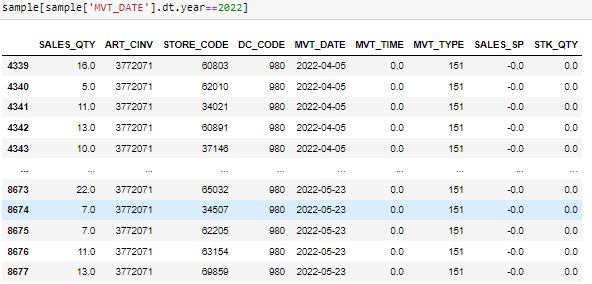 sample[sample['MVT_DATE'].dt.year==2022]
SALES_QTY ART_CINV STORE_CODE DC_CODE MVT_DATE MVT_TIME MVT_TYPE SALES_SP STK_QTY
4339 16.0 3772071 60803 980 2022-04-05 0.0 151 -0.0 0.0
4340 5.0 3772071 62010 980 2022-04-05 0.0 151 -0.0 0.0
4341 11.0 3772071 34021 980 2022-04-05 0.0 151 -0.0 0.0
4342 13.0 3772071 60891 980 2022-04-05 0.0 151 -0.0 0.0
4343 10.0 3772071 37146 980 2022-04-05 0.0 151 -0.0 0.0
... ... ... ... ... ... ... ... ... ...
8673 22.0 3772071 65032 980 2022-05-23 0.0 151 -0.0 0.0
8674 7.0 3772071 34507 980 2022-05-23 0.0 151 -0.0 0.0
8675 7.0 3772071 62205 980 2022-05-23 0.0 151 -0.0 0.0
8676 11.0 3772071 63154 980 2022-05-23 0.0 151 -0.0 0.0
8677 13.0 3772071 69859 980 2022-05-23 0.0 151 -0.0 0.0